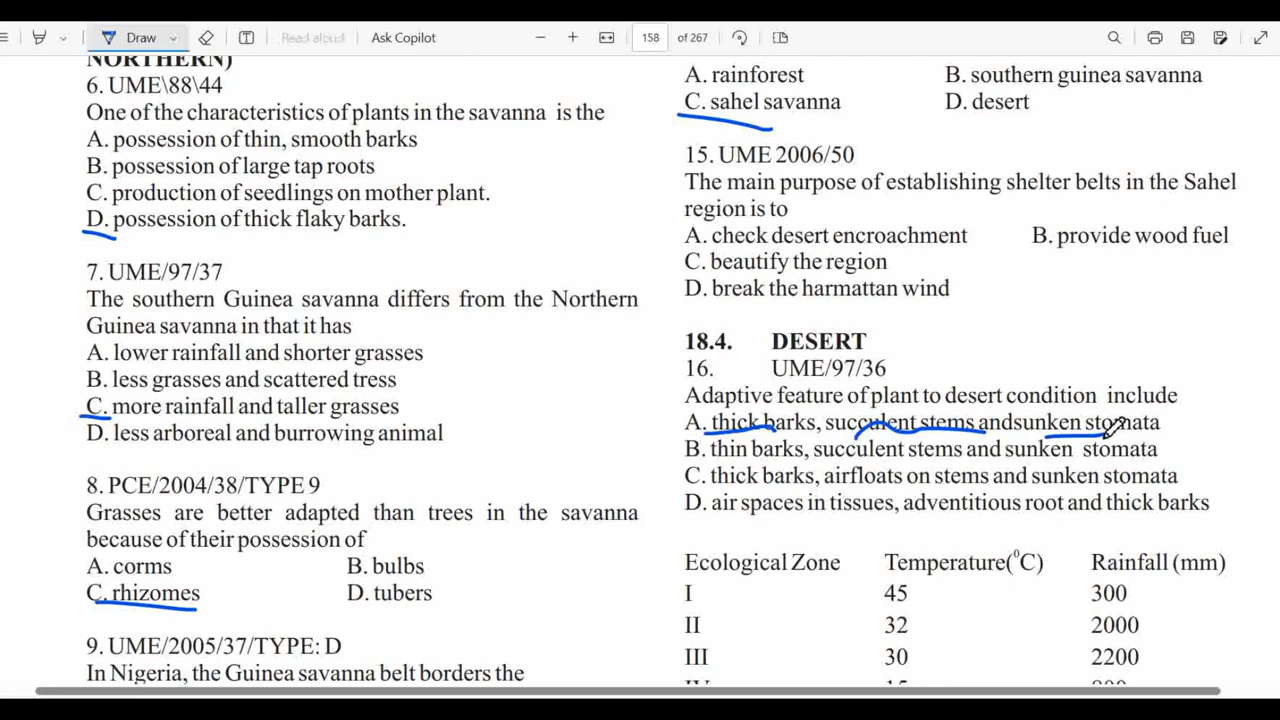 Draw
Read aloud
Ask Copilot
158
of 267
NORTHERN)
6. UME\88\44
One of the characteristics of plants in the savanna is the
A. possession of thin, smooth barks
B. possession of large tap roots
C. production of seedlings on mother plant.
D. possession of thick flaky barks.
7. UME/97/37
The southern Guinea savanna differs from the Northern
Guinea savanna in that it has
A. lower rainfall and shorter grasses
B. less grasses and scattered tress
C. more rainfall and taller grasses
D. less arboreal and burrowing animal
8. PCE/2004/38/TYPE 9
Grasses are better adapted than trees in the savanna
because of their possession of
A. corms B. bulbs
C. rhizomes D. tubers
9. UME/2005/37/TYPE: D
In Nigeria, the Guinea savanna belt borders the
A. rainforest B. southern guinea savanna
C. sahel savanna D. desert
15. UME 2006/50
The main purpose of establishing shelter belts in the Sahel
region is to
A. check desert encroachment B. provide wood fuel
C. beautify the region
D. break the harmattan wind
18.4. DESERT
16. UME/97/36
Adaptive feature of plant to desert condition include
A. thick barks, succulent stems andsunken stomata
B. thin barks, succulent stems and sunken stomata
C. thick barks, airfloats on stems and sunken stomata
D. air spaces in tissues, adventitious root and thick barks
Ecological Zone Temperature(⁰C) Rainfall (mm)
I 45 300
II 32 2000
III 30 2200